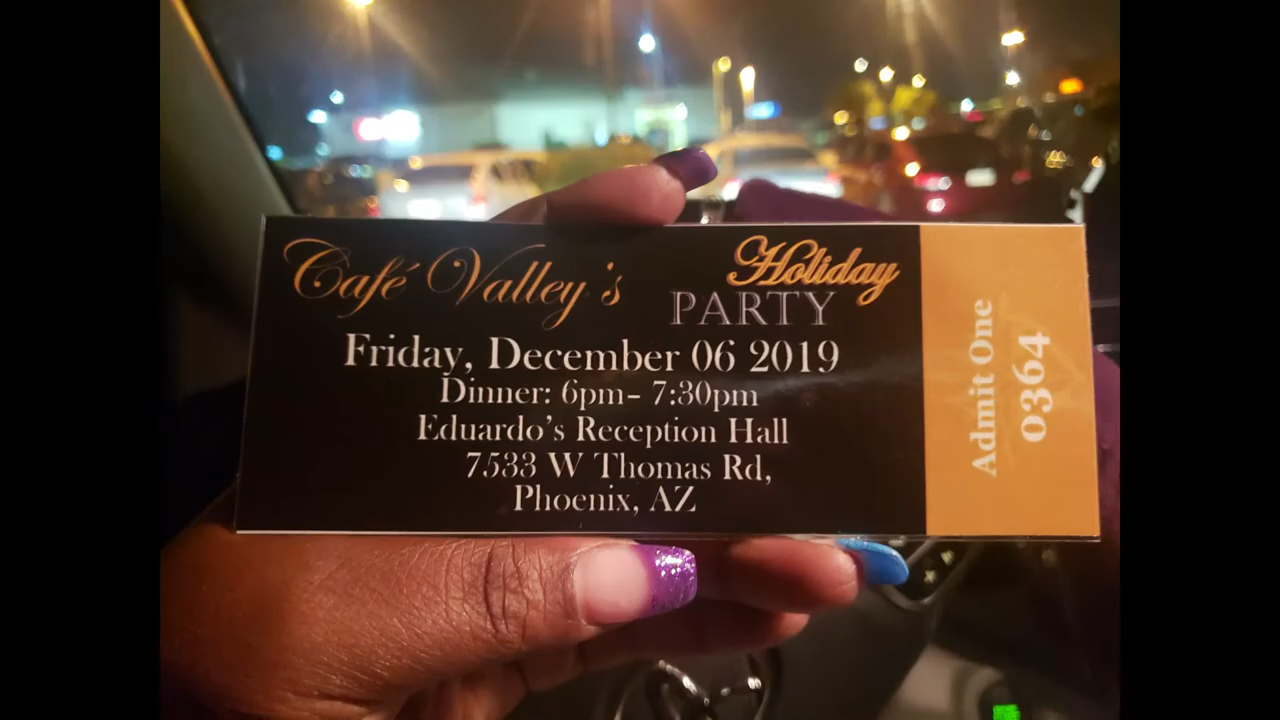 Café Valley's
Holiday
PARTY
Friday, December 06 2019
Dinner: 6pm- 7:30pm
Eduardo's Reception Hall
7533 W Thomas Rd,
Phoenix, AZ
Admit One
0364